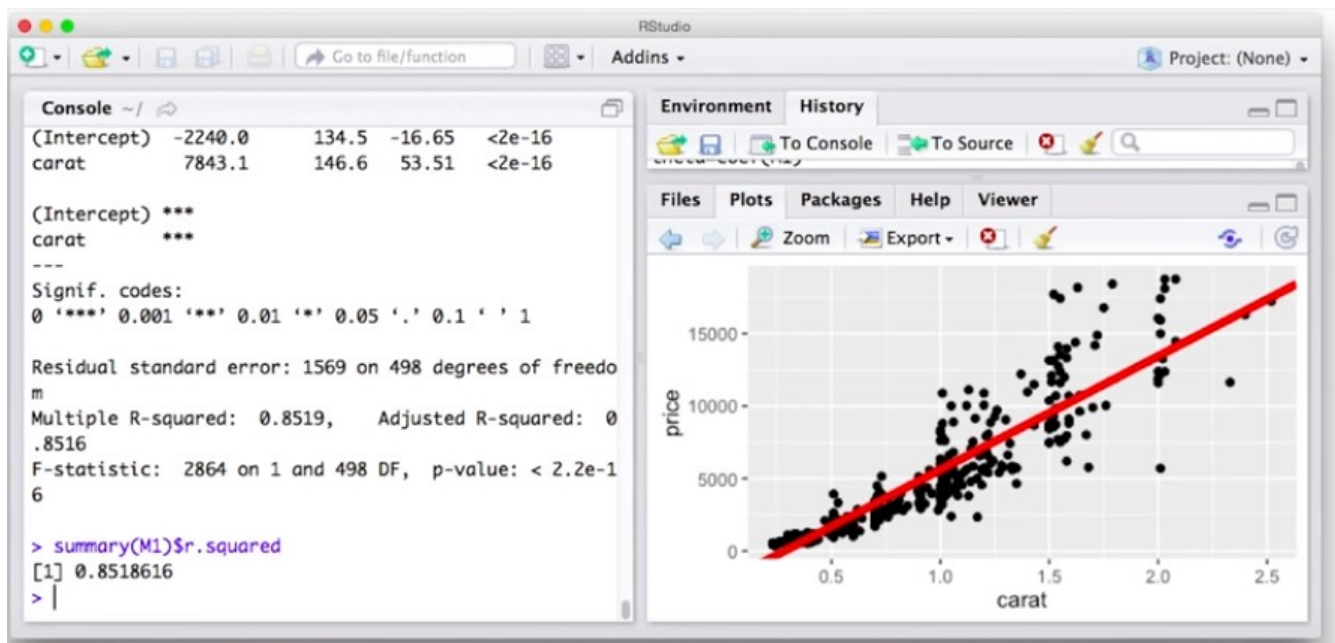 RStudio
Go to file/function
Addins
Project: (None)
Console ~/
(Intercept) -2240.0 134.5 -16.65 <2e-16
carat 7843.1 146.6 53.51 <2e-16
(Intercept) ***
carat ***
---
Signif. codes:
0 ‘***’ 0.001 ‘**’ 0.01 ‘*’ 0.05 ‘.’ 0.1 ‘ ’ 1
Residual standard error: 1569 on 498 degrees of freedo
m
Multiple R-squared: 0.8519, Adjusted R-squared: 0
.8516
F-statistic: 2864 on 1 and 498 DF, p-value: < 2.2e-1
6
> summary(M1)$r.squared
[1] 0.8518616
>
Environment History
To Console To Source
Files Plots Packages Help Viewer
Zoom Export
15000
10000
5000
0
price
0.5 1.0 1.5 2.0 2.5
carat